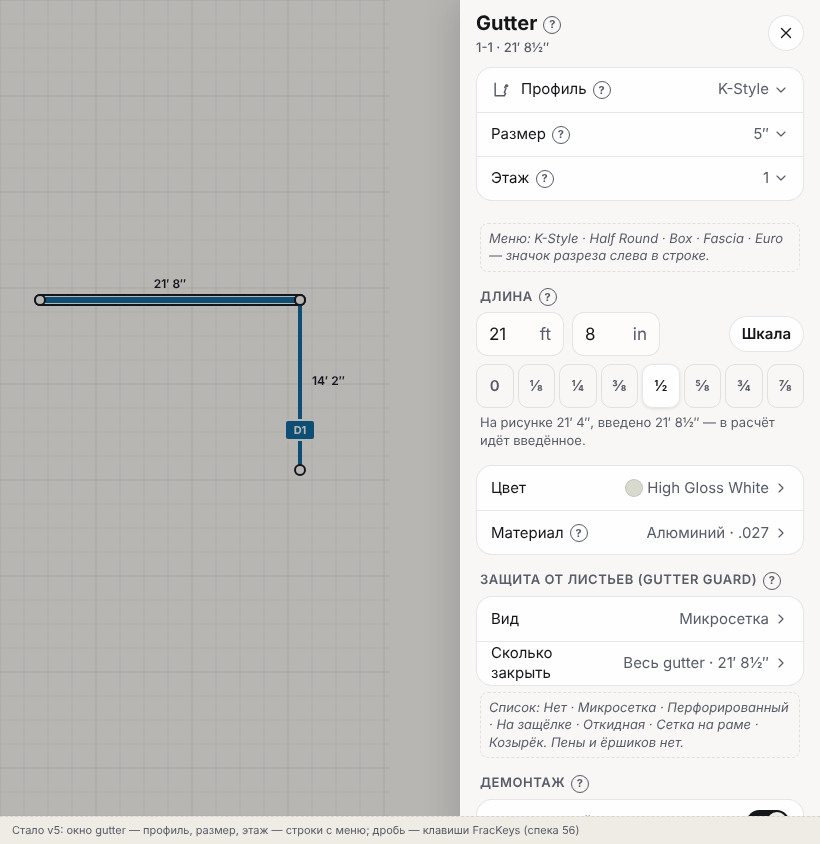 Gutter ?
1-1 · 21′ 8½″
Профиль ? K-Style
Размер ? 5″
Этаж ? 1
Меню: K-Style · Half Round · Box · Fascia · Euro
— значок разреза слева в строке.
21′ 8″
ДЛИНА ?
21 ft 8 in Шкала
14′ 2″
0 ⅛ ¼ ⅜ ½ ⅝ ¾ ⅞
На рисунке 21′ 4″, введено 21′ 8½″ — в расчёт
идёт введённое.
D1
Цвет High Gloss White
Материал ? Алюминий · .027
ЗАЩИТА ОТ ЛИСТЬЕВ (GUTTER GUARD) ?
Вид Микросетка
Сколько
закрыть Весь gutter · 21′ 8½″
Список: Нет · Микросетка · Перфорированный
· На защёлке · Откидная · Сетка на раме ·
Козырёк. Пены и ёршиков нет.
ДЕМОНТАЖ ?
Стало v5: окно gutter — профиль, размер, этаж — строки с меню; дробь — клавиши FracKeys (спека 56)